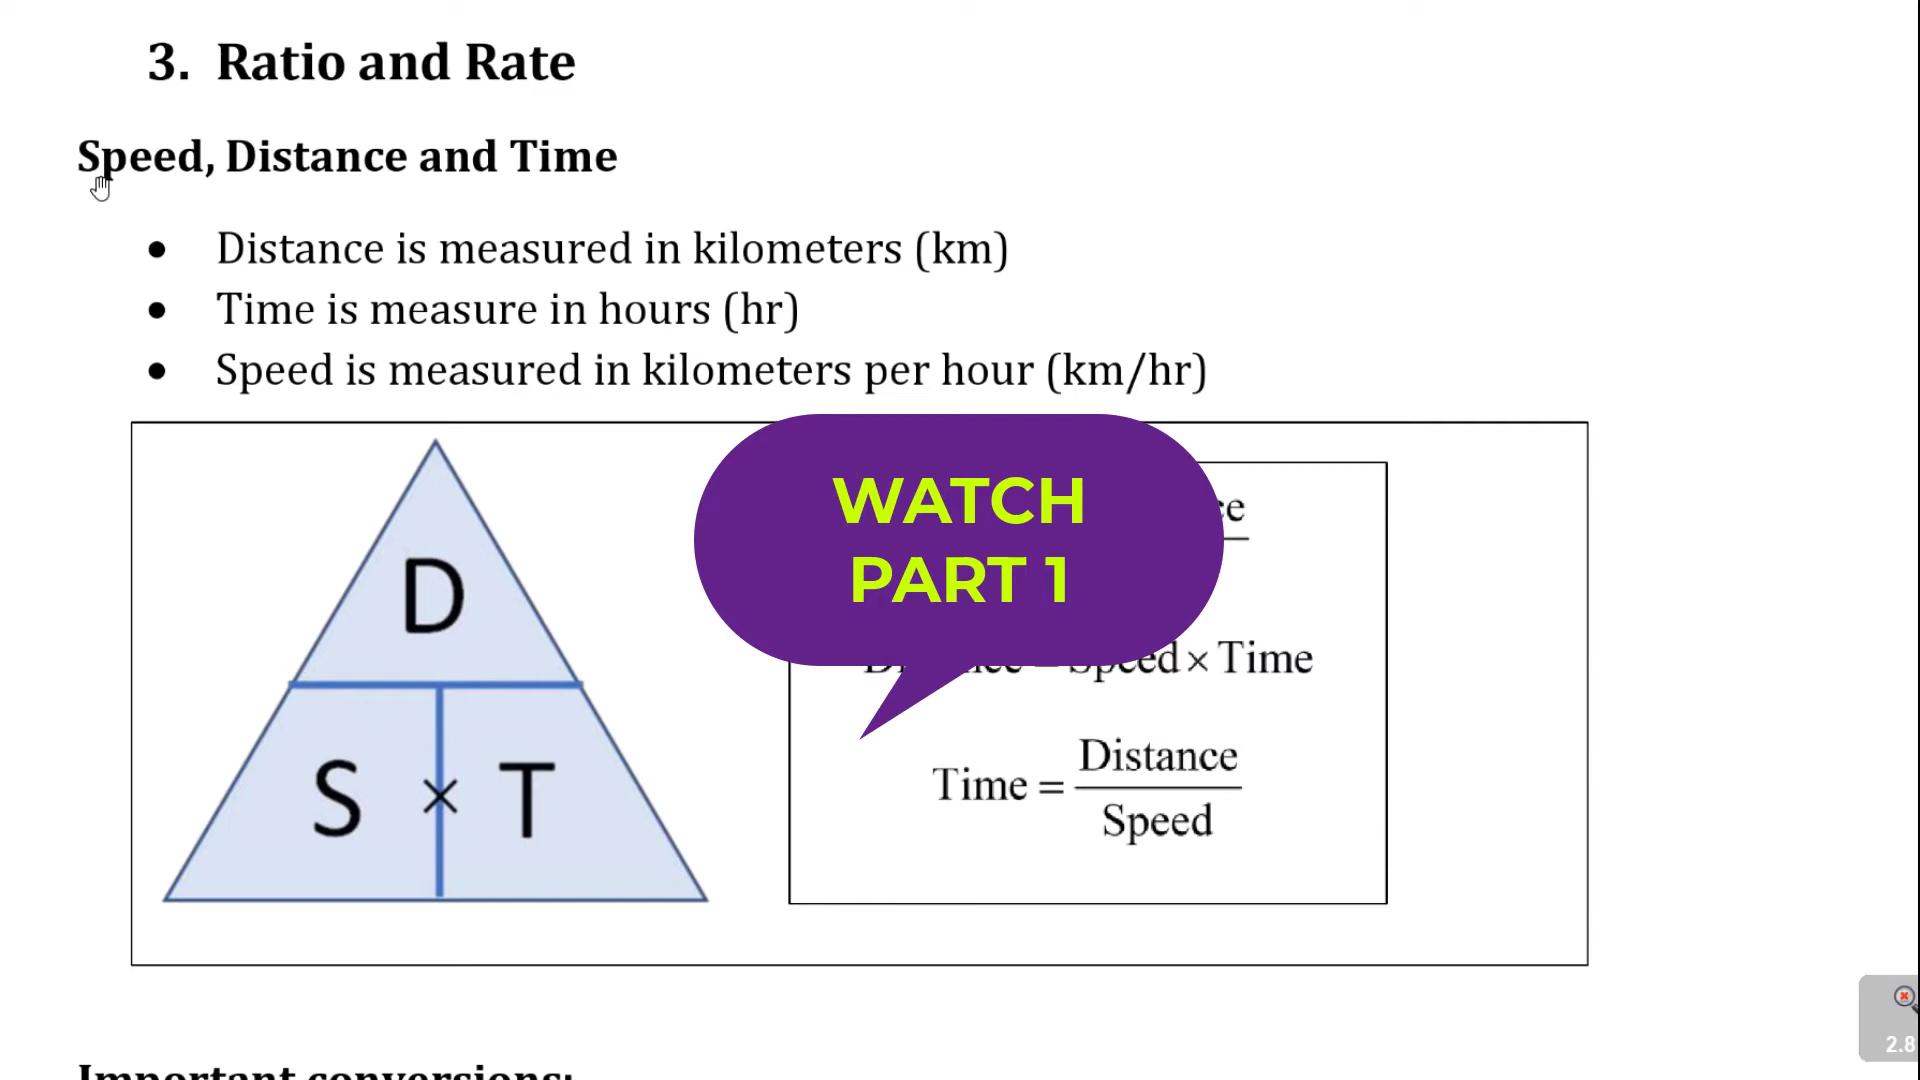 3. Ratio and Rate
Speed, Distance and Time
• Distance is measured in kilometers (km)
• Time is measure in hours (hr)
• Speed is measured in kilometers per hour (km/hr)
D
S × T
WATCH
PART 1
× Time
Time = Distance
Speed
Important conversions:
2.8